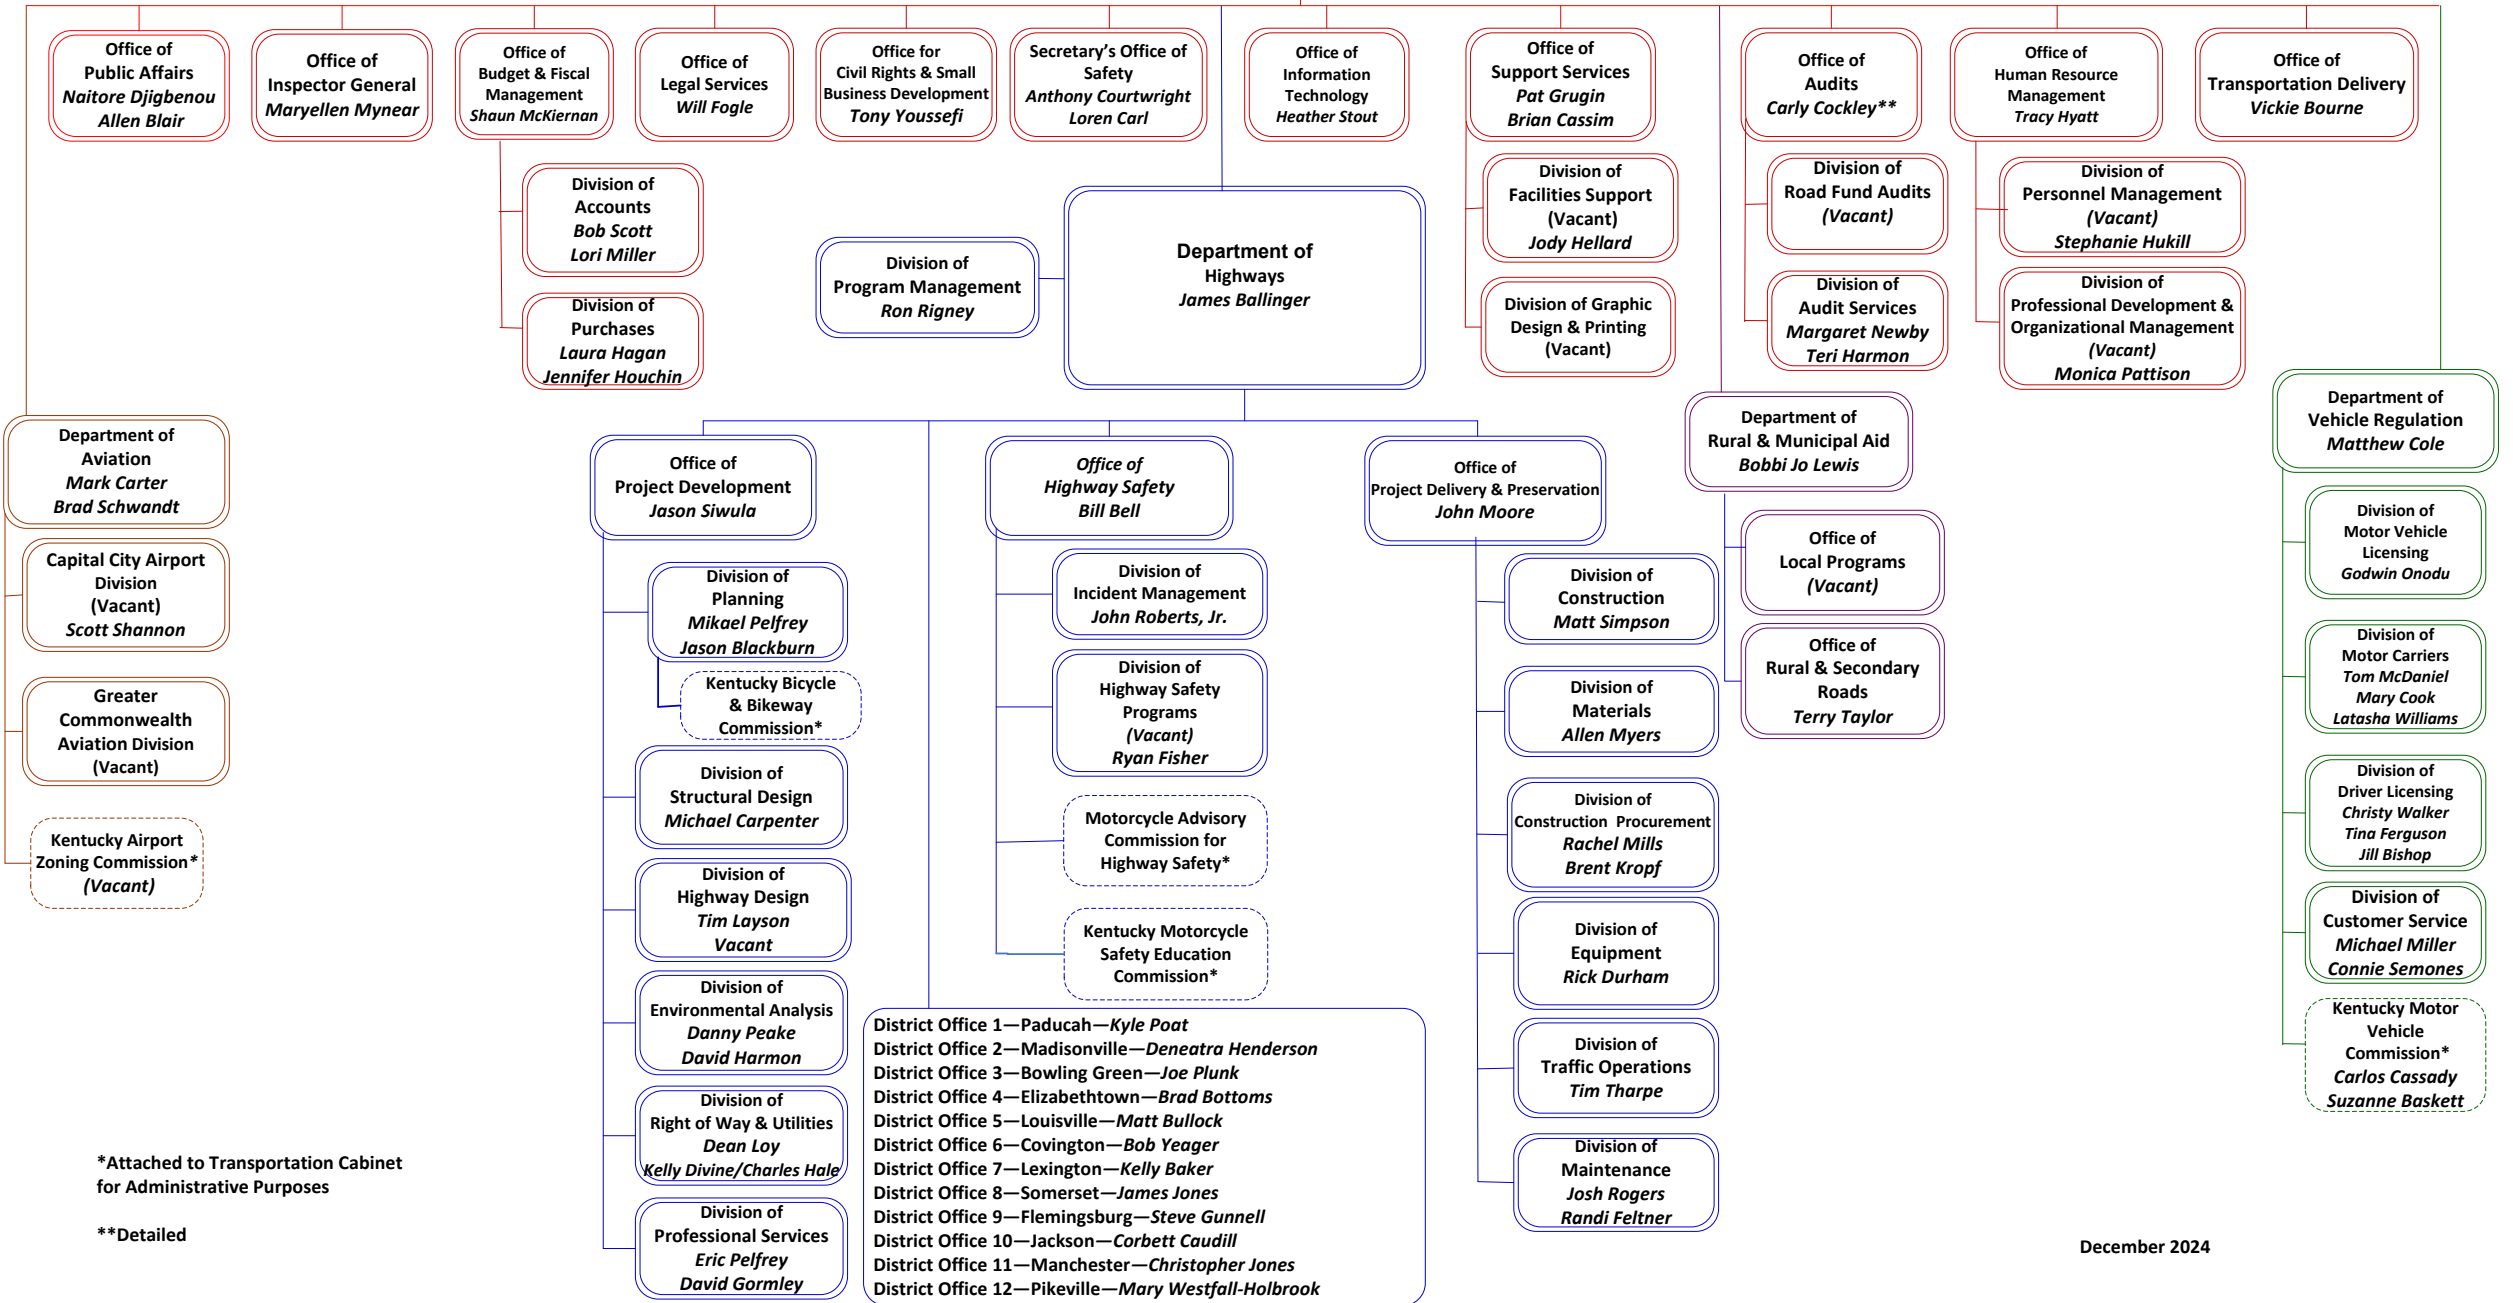 Office of
Public Affairs
Naitore Djigbenou
Allen Blair
Office of
Inspector General
Maryellen Mynear
Office of
Budget & Fiscal
Management
Shaun McKiernan
Office of
Legal Services
Will Fogle
Office for
Civil Rights & Small
Business Development
Tony Youssefi
Secretary’s Office of
Safety
Anthony Courtwright
Loren Carl
Office of
Information
Technology
Heather Stout
Office of
Support Services
Pat Grugin
Brian Cassim
Office of
Audits
Carly Cockley**
Office of
Human Resource
Management
Tracy Hyatt
Office of
Transportation Delivery
Vickie Bourne
Division of
Accounts
Bob Scott
Lori Miller
Division of
Purchases
Laura Hagan
Jennifer Houchin
Division of
Program Management
Ron Rigney
Department of
Highways
James Ballinger
Division of
Facilities Support
(Vacant)
Jody Hellard
Division of Graphic
Design & Printing
(Vacant)
Division of
Road Fund Audits
(Vacant)
Division of
Audit Services
Margaret Newby
Teri Harmon
Division of
Personnel Management
(Vacant)
Stephanie Hukill
Division of
Professional Development &
Organizational Management
(Vacant)
Monica Pattison
Department of
Aviation
Mark Carter
Brad Schwandt
Capital City Airport
Division
(Vacant)
Scott Shannon
Greater
Commonwealth
Aviation Division
(Vacant)
Kentucky Airport
Zoning Commission*
(Vacant)
Office of
Project Development
Jason Siwula
Division of
Planning
Mikael Pelfrey
Jason Blackburn
Kentucky Bicycle
& Bikeway
Commission*
Division of
Structural Design
Michael Carpenter
Division of
Highway Design
Tim Layson
Vacant
Division of
Environmental Analysis
Danny Peake
David Harmon
Division of
Right of Way & Utilities
Dean Loy
Kelly Divine/Charles Hale
Division of
Professional Services
Eric Pelfrey
David Gormley
Office of
Highway Safety
Bill Bell
Division of
Incident Management
John Roberts, Jr.
Division of
Highway Safety
Programs
(Vacant)
Ryan Fisher
Motorcycle Advisory
Commission for
Highway Safety*
Kentucky Motorcycle
Safety Education
Commission*
District Office 1—Paducah—Kyle Poat
District Office 2—Madisonville—Deneatra Henderson
District Office 3—Bowling Green—Joe Plunk
District Office 4—Elizabethtown—Brad Bottoms
District Office 5—Louisville—Matt Bullock
District Office 6—Covington—Bob Yeager
District Office 7—Lexington—Kelly Baker
District Office 8—Somerset—James Jones
District Office 9—Flemingsburg—Steve Gunnell
District Office 10—Jackson—Corbett Caudill
District Office 11—Manchester—Christopher Jones
District Office 12—Pikeville—Mary Westfall-Holbrook
Office of
Project Delivery & Preservation
John Moore
Division of
Construction
Matt Simpson
Division of
Materials
Allen Myers
Division of
Construction Procurement
Rachel Mills
Brent Kropf
Division of
Equipment
Rick Durham
Division of
Traffic Operations
Tim Tharpe
Division of
Maintenance
Josh Rogers
Randi Feltner
Department of
Rural & Municipal Aid
Bobbi Jo Lewis
Office of
Local Programs
(Vacant)
Office of
Rural & Secondary
Roads
Terry Taylor
Department of
Vehicle Regulation
Matthew Cole
Division of
Motor Vehicle
Licensing
Godwin Onodu
Division of
Motor Carriers
Tom McDaniel
Mary Cook
Latasha Williams
Division of
Driver Licensing
Christy Walker
Tina Ferguson
Jill Bishop
Division of
Customer Service
Michael Miller
Connie Semones
Kentucky Motor
Vehicle
Commission*
Carlos Cassady
Suzanne Baskett
*Attached to Transportation Cabinet
for Administrative Purposes
**Detailed
December 2024